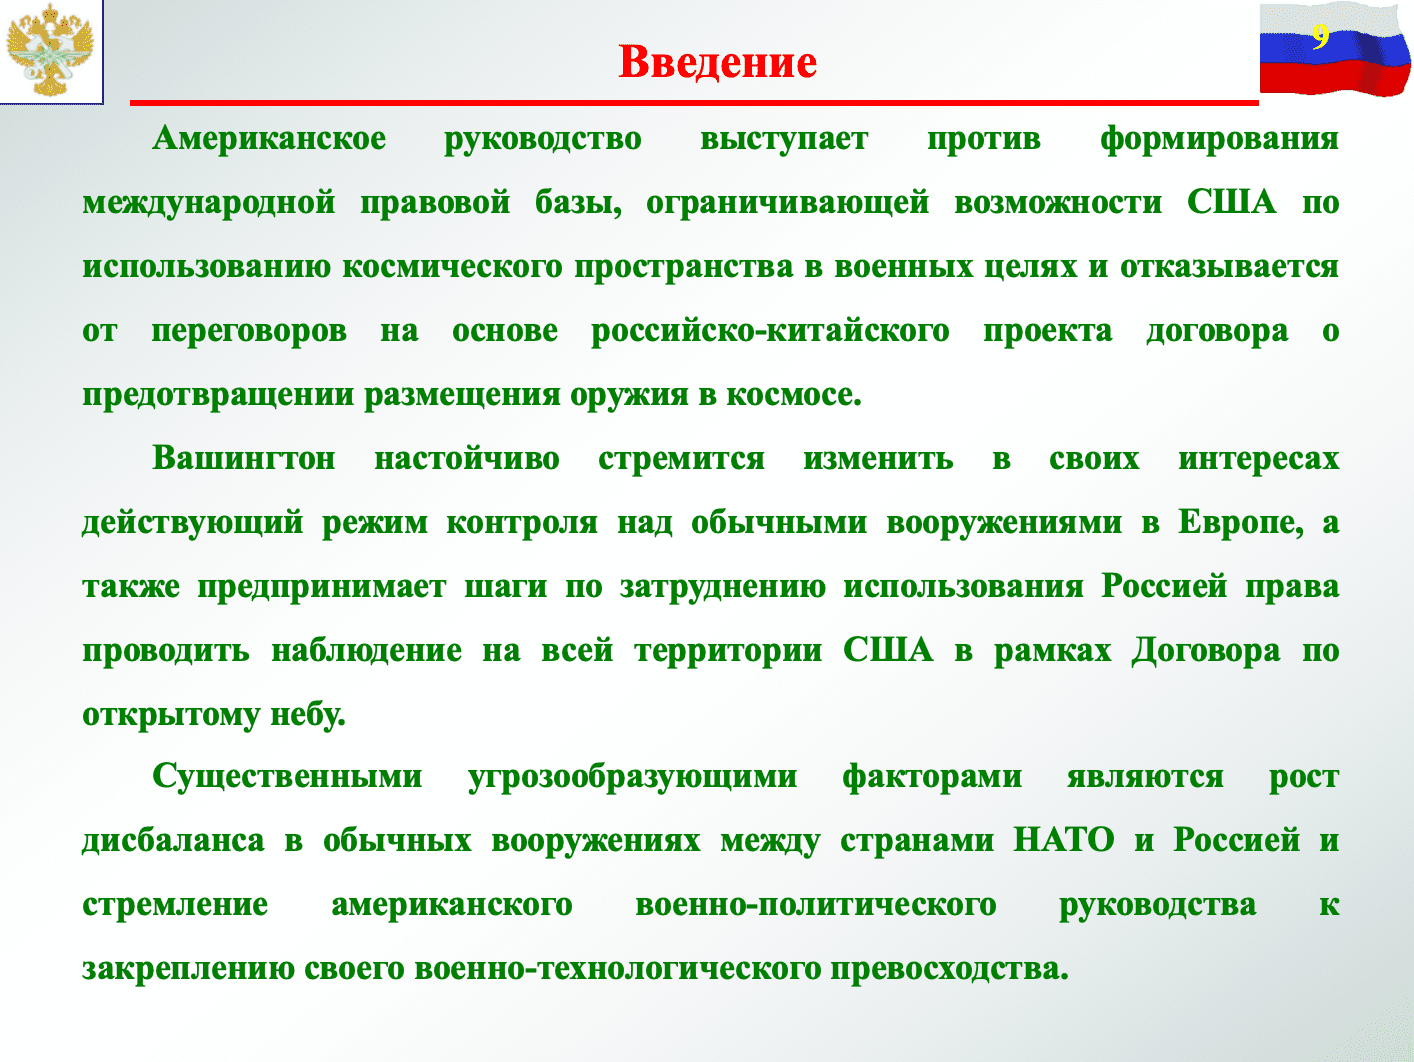 9
Введение
Американское руководство выступает против формирования
международной правовой базы, ограничивающей возможности США по
использованию космического пространства в военных целях и отказывается
от переговоров на основе российско-китайского проекта договора о
предотвращении размещения оружия в космосе.
Вашингтон настойчиво стремится изменить в своих интересах
действующий режим контроля над обычными вооружениями в Европе, а
также предпринимает шаги по затруднению использования Россией права
проводить наблюдение на всей территории США в рамках Договора по
открытому небу.
Существенными угрозообразующими факторами являются рост
дисбаланса в обычных вооружениях между странами НАТО и Россией и
стремление американского военно-политического руководства к
закреплению своего военно-технологического превосходства.